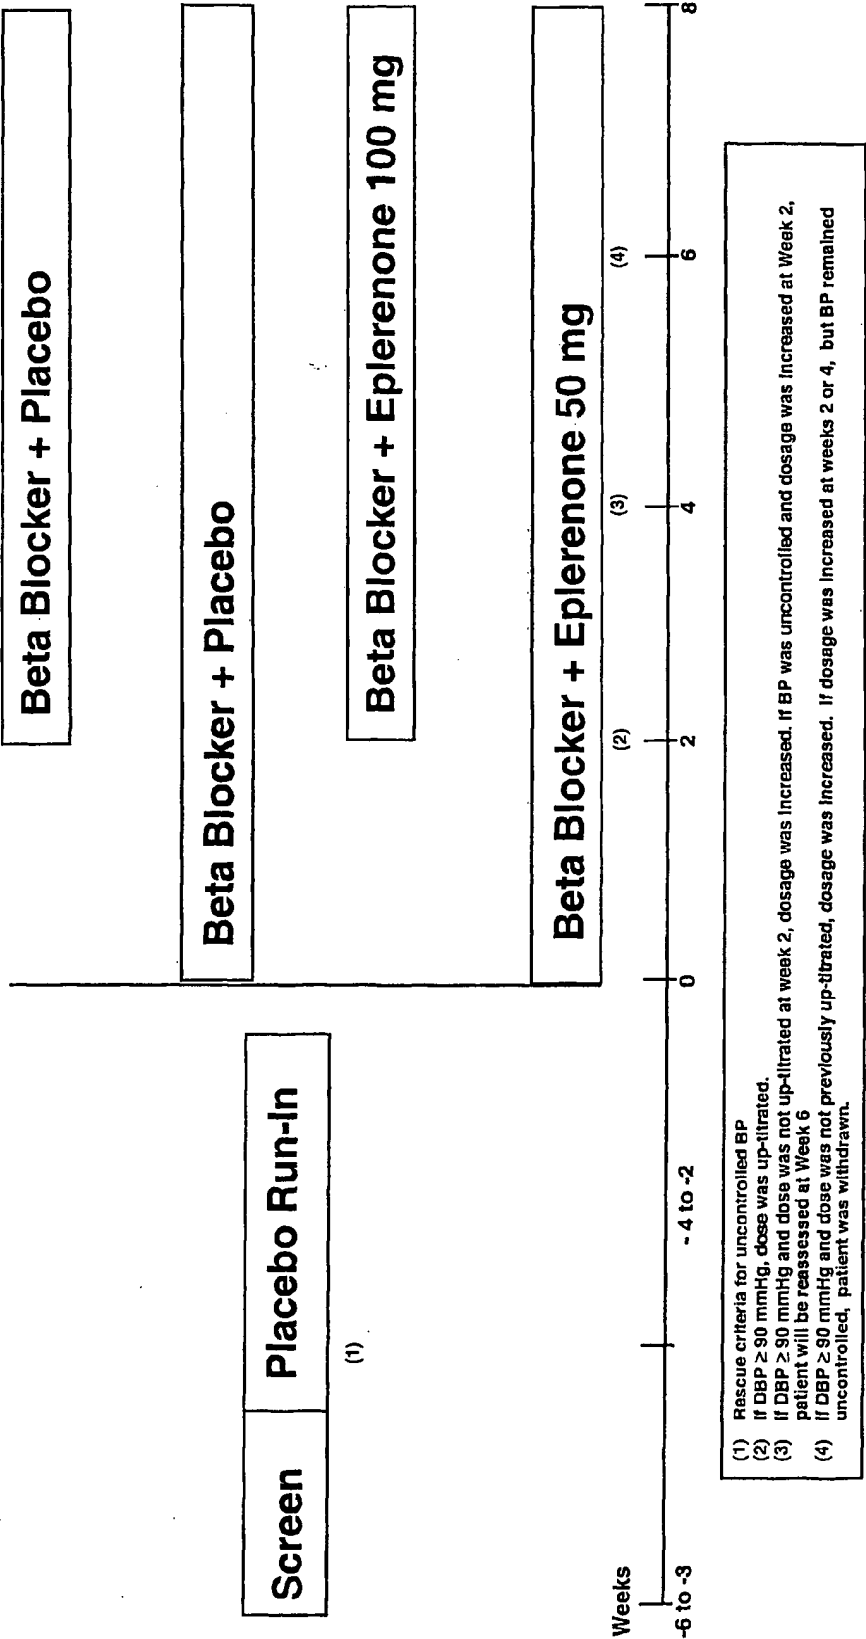 Beta Blocker + Placebo
Beta Blocker + Placebo
Beta Blocker + Eplerenone 100 mg
Screen
Placebo Run-In
(1)
Beta Blocker + Eplerenone 50 mg
(2)
(3)
(4)
Weeks
-6 to -3
- 4 to -2
0
2
4
6
8
(1) Rescue criteria for uncontrolled BP
(2) If DBP ≥ 90 mmHg, dose was up-titrated.
(3) If DBP ≥ 90 mmHg and dose was not up-titrated at week 2, dosage was increased. If BP was uncontrolled and dosage was increased at Week 2,
patient will be reassessed at Week 6
(4) If DBP ≥ 90 mmHg and dose was not previously up-titrated, dosage was increased. If dosage was increased at weeks 2 or 4, but BP remained
uncontrolled, patient was withdrawn.